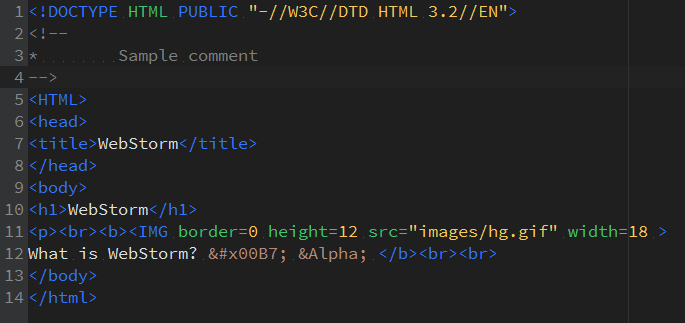 1 <!DOCTYPE HTML PUBLIC "-//W3C//DTD HTML 3.2//EN">
2 <!--
3 *        Sample comment
4 -->
5 <HTML>
6 <head>
7 <title>WebStorm</title>
8 </head>
9 <body>
10 <h1>WebStorm</h1>
11 <p><br><b><IMG border=0 height=12 src="images/hg.gif" width=18 >
12 What is WebStorm? &#x00B7; &Alpha; </b><br><br>
13 </body>
14 </html>